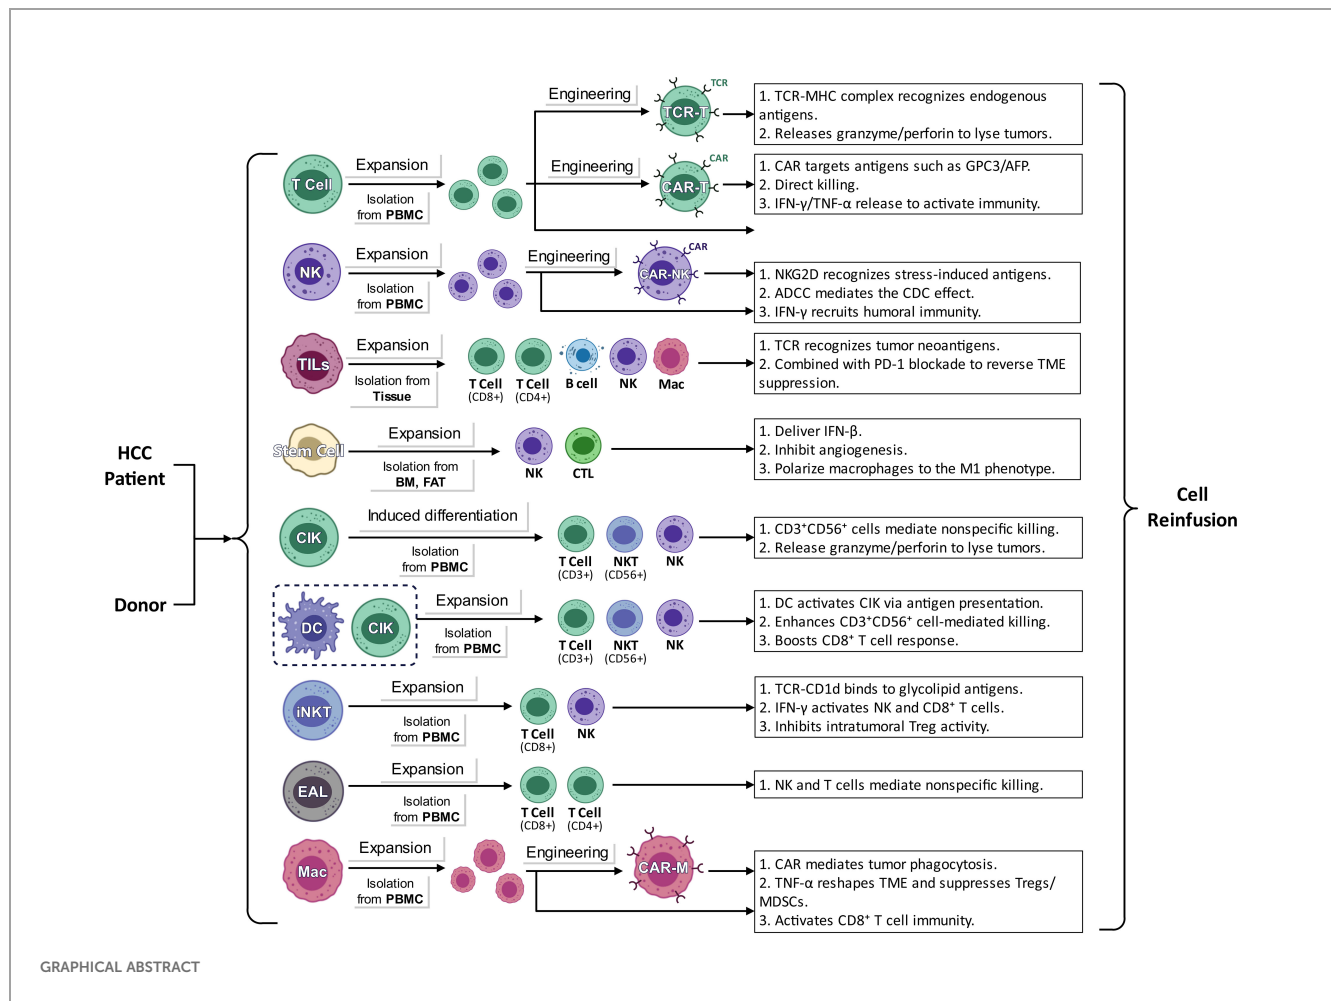 Engineering
TCR
TCR-T
1. TCR-MHC complex recognizes endogenous
antigens.
2. Releases granzyme/perforin to lyse tumors.
T Cell
Expansion
Isolation
from PBMC
Engineering
CAR
CAR-T
1. CAR targets antigens such as GPC3/AFP.
2. Direct killing.
3. IFN-γ/TNF-α release to activate immunity.
NK
Expansion
Isolation
from PBMC
Engineering
CAR
CAR-NK
1. NKG2D recognizes stress-induced antigens.
2. ADCC mediates the CDC effect.
3. IFN-γ recruits humoral immunity.
TILs
Expansion
Isolation from
Tissue
T Cell
(CD8+)
T Cell
(CD4+)
B cell
NK
Mac
1. TCR recognizes tumor neoantigens.
2. Combined with PD-1 blockade to reverse TME
suppression.
HCC
Patient
Donor
Stem Cell
Expansion
Isolation from
BM, FAT
NK
CTL
1. Deliver IFN-β.
2. Inhibit angiogenesis.
3. Polarize macrophages to the M1 phenotype.
CIK
Induced differentiation
Isolation
from PBMC
T Cell
(CD3+)
NKT
(CD56+)
NK
1. CD3⁺CD56⁺ cells mediate nonspecific killing.
2. Release granzyme/perforin to lyse tumors.
DC
CIK
Expansion
Isolation
from PBMC
T Cell
(CD3+)
NKT
(CD56+)
NK
1. DC activates CIK via antigen presentation.
2. Enhances CD3⁺CD56⁺ cell-mediated killing.
3. Boosts CD8⁺ T cell response.
iNKT
Expansion
Isolation
from PBMC
T Cell
(CD8+)
NK
1. TCR-CD1d binds to glycolipid antigens.
2. IFN-γ activates NK and CD8⁺ T cells.
3. Inhibits intratumoral Treg activity.
EAL
Expansion
Isolation
from PBMC
T Cell
(CD8+)
T Cell
(CD4+)
1. NK and T cells mediate nonspecific killing.
Mac
Expansion
Isolation
from PBMC
Engineering
CAR-M
1. CAR mediates tumor phagocytosis.
2. TNF-α reshapes TME and suppresses Tregs/
MDSCs.
3. Activates CD8⁺ T cell immunity.
Cell
Reinfusion
GRAPHICAL ABSTRACT